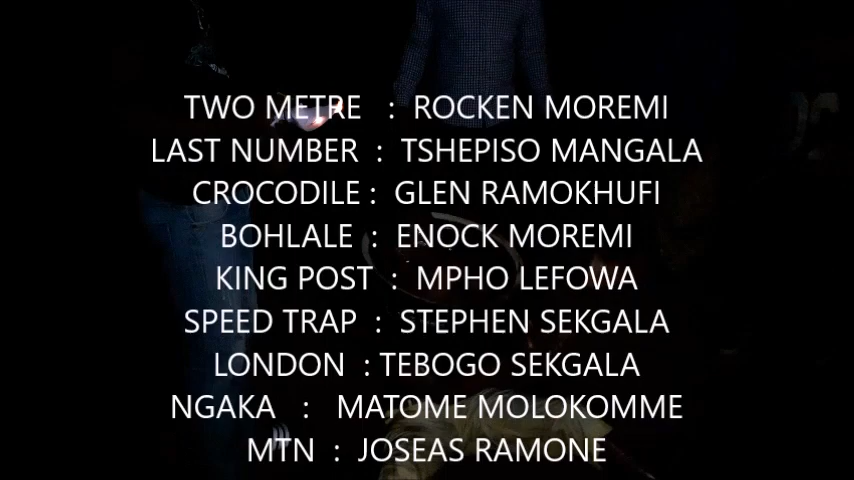 TWO METRE : ROCKEN MOREMI
LAST NUMBER : TSHEPISO MANGALA
CROCODILE : GLEN RAMOKHUFI
BOHLALE : ENOCK MOREMI
KING POST : MPHO LEFOWA
SPEED TRAP : STEPHEN SEKGALA
LONDON : TEBOGO SEKGALA
NGAKA : MATOME MOLOKOMME
MTN : JOSEAS RAMONE